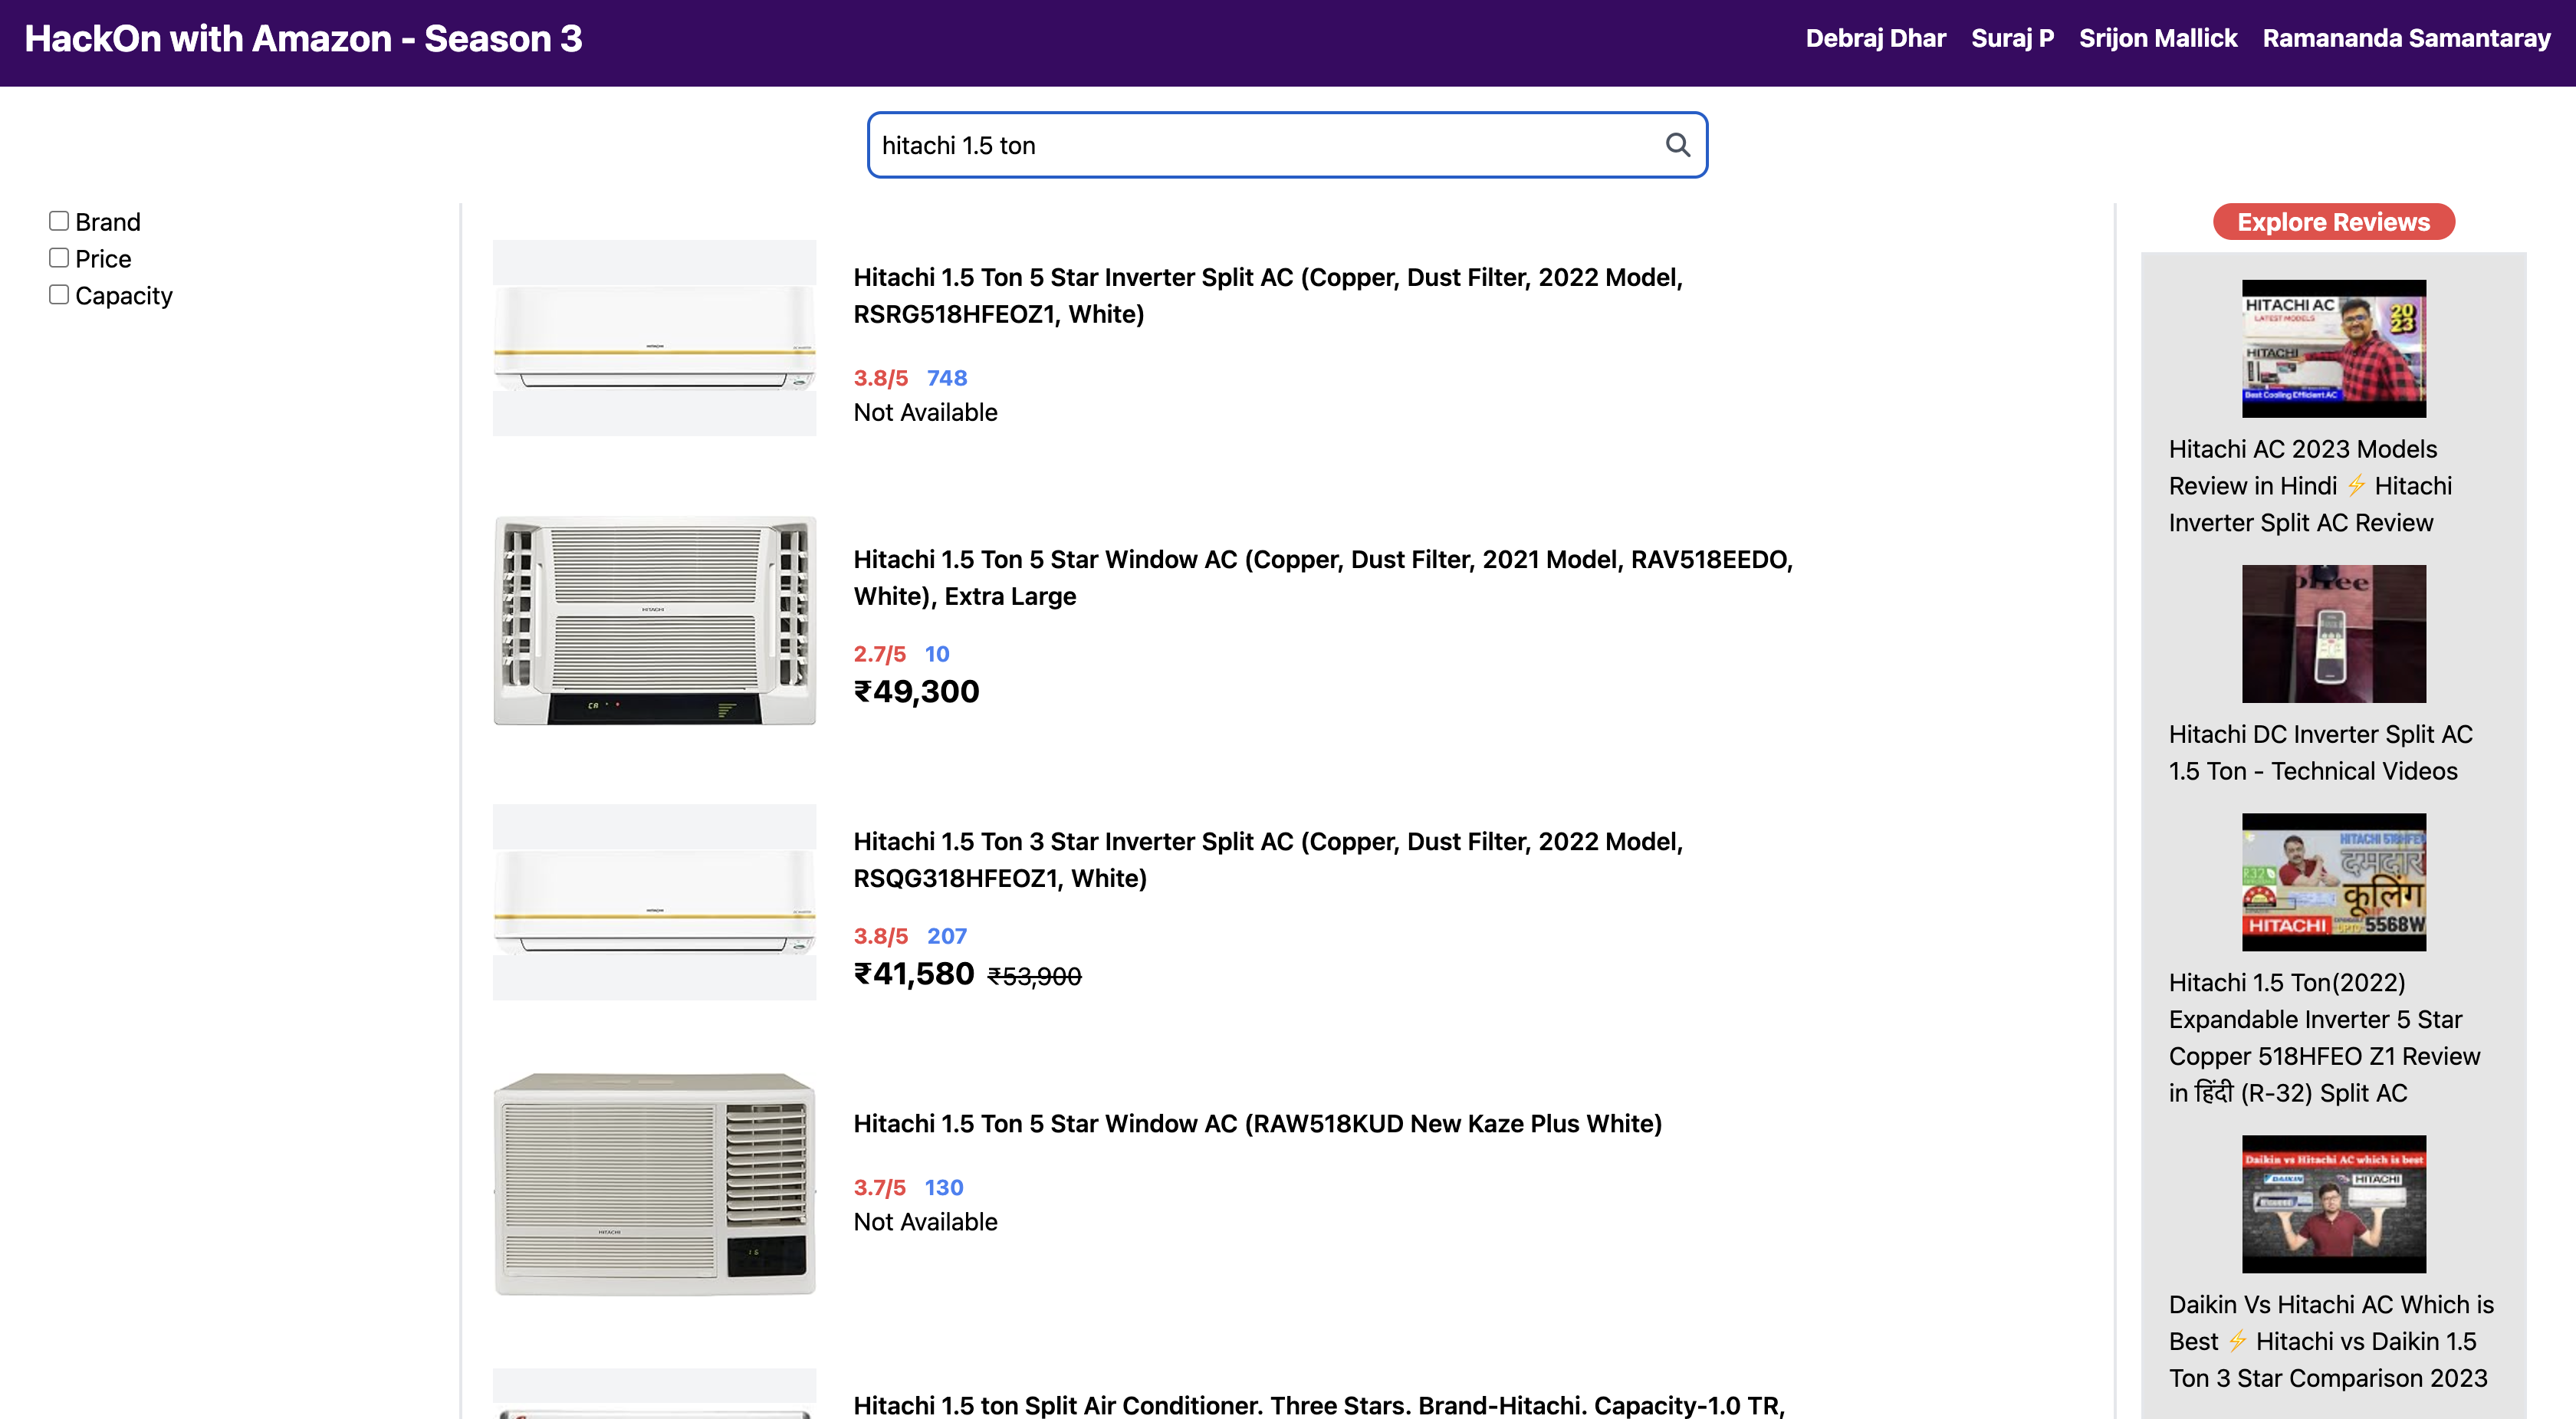 HackOn with Amazon - Season 3
Debraj Dhar Suraj P Srijon Mallick Ramananda Samantaray
hitachi 1.5 ton
Brand
Price
Capacity
Hitachi 1.5 Ton 5 Star Inverter Split AC (Copper, Dust Filter, 2022 Model,
RSRG518HFEOZ1, White)
3.8/5 748
Not Available
HITACHI
Hitachi 1.5 Ton 5 Star Window AC (Copper, Dust Filter, 2021 Model, RAV518EEDO,
White), Extra Large
2.7/5 10
₹49,300
Hitachi 1.5 Ton 3 Star Inverter Split AC (Copper, Dust Filter, 2022 Model,
RSQG318HFEOZ1, White)
3.8/5 207
₹41,580 ₹53,900
HITACHI
Hitachi 1.5 Ton 5 Star Window AC (RAW518KUD New Kaze Plus White)
3.7/5 130
Not Available
Hitachi 1.5 ton Split Air Conditioner. Three Stars. Brand-Hitachi. Capacity-1.0 TR,
Explore Reviews
HITACHI AC
LATEST MODELS
2023
HITACHI
Best Cooling Efficient AC
Hitachi AC 2023 Models
Review in Hindi ⚡ Hitachi
Inverter Split AC Review
Hitachi DC Inverter Split AC
1.5 Ton - Technical Videos
R32
दमदार
कूलिंग
HITACHI
5568W
Hitachi 1.5 Ton(2022)
Expandable Inverter 5 Star
Copper 518HFEO Z1 Review
in हिंदी (R-32) Split AC
Daikin vs Hitachi AC which is best
DAIKIN HITACHI
Daikin Vs Hitachi AC Which is
Best ⚡ Hitachi vs Daikin 1.5
Ton 3 Star Comparison 2023